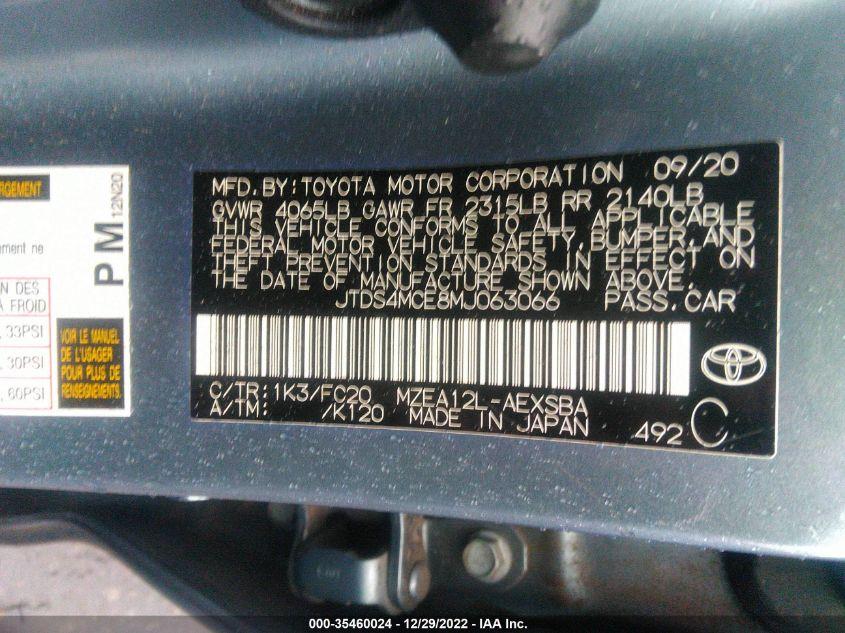 MFD. BY: TOYOTA MOTOR CORPORATION 09/20
GVWR 4065LB GAWR FR 2315LB RR 2140LB
THIS VEHICLE CONFORMS TO ALL APPLICABLE
FEDERAL MOTOR VEHICLE SAFETY, BUMPER, AND
THEFT PREVENTION STANDARDS IN EFFECT ON
THE DATE OF MANUFACTURE SHOWN ABOVE.
JTDS4MCE8MJ063066 PASS. CAR
C/TR: 1K3/FC20 MZEA12L-AEXSBA
A/TM: /K120 MADE IN JAPAN 492 C
ARGEMENT
ment ne
PM 12N20
N DES
A FROID
, 33PSI
, 30PSI
, 60PSI
VOIR LE MANUEL
DE L'USAGER
POUR PLUS DE
RENSEIGNEMENTS.
000-35460024 - 12/29/2022 - IAA Inc.